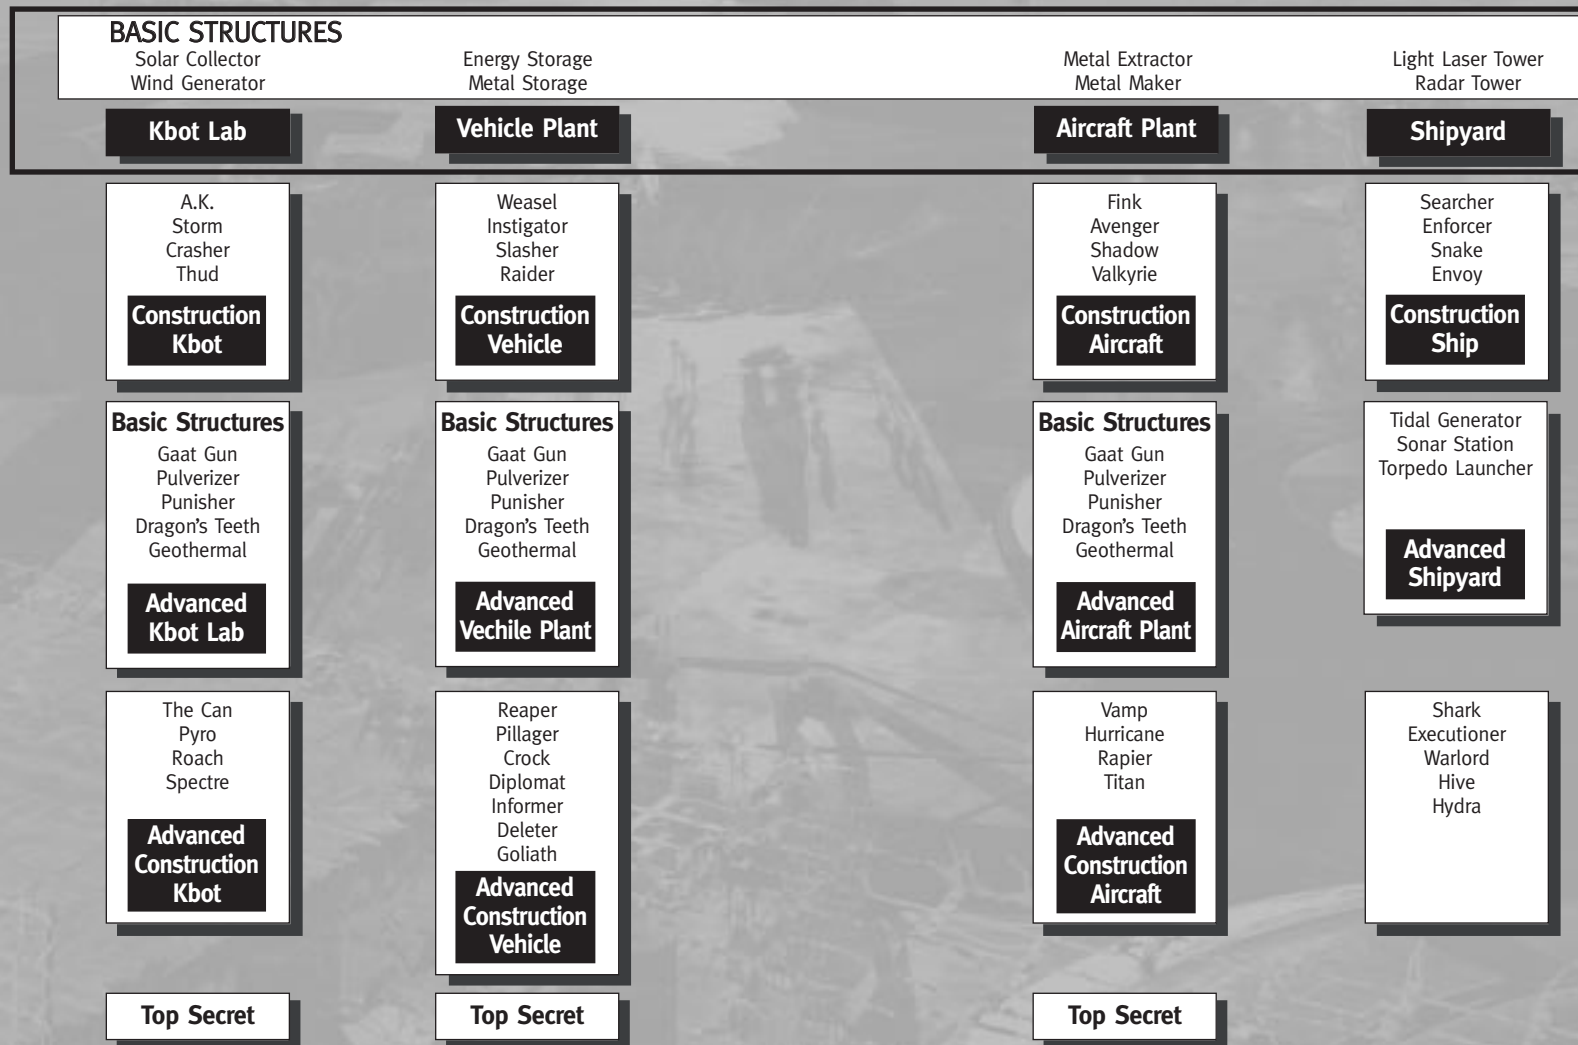 BASIC STRUCTURES
Solar Collector
Wind Generator
Energy Storage
Metal Storage
Metal Extractor
Metal Maker
Light Laser Tower
Radar Tower
Kbot Lab
Vehicle Plant
Aircraft Plant
Shipyard
A.K.
Storm
Crasher
Thud
Construction
Kbot
Weasel
Instigator
Slasher
Raider
Construction
Vehicle
Fink
Avenger
Shadow
Valkyrie
Construction
Aircraft
Searcher
Enforcer
Snake
Envoy
Construction
Ship
Basic Structures
Gaat Gun
Pulverizer
Punisher
Dragon's Teeth
Geothermal
Advanced
Kbot Lab
Basic Structures
Gaat Gun
Pulverizer
Punisher
Dragon's Teeth
Geothermal
Advanced
Vechile Plant
Basic Structures
Gaat Gun
Pulverizer
Punisher
Dragon's Teeth
Geothermal
Advanced
Aircraft Plant
Tidal Generator
Sonar Station
Torpedo Launcher
Advanced
Shipyard
The Can
Pyro
Roach
Spectre
Advanced
Construction
Kbot
Reaper
Pillager
Crock
Diplomat
Informer
Deleter
Goliath
Advanced
Construction
Vehicle
Vamp
Hurricane
Rapier
Titan
Advanced
Construction
Aircraft
Shark
Executioner
Warlord
Hive
Hydra
Top Secret
Top Secret
Top Secret